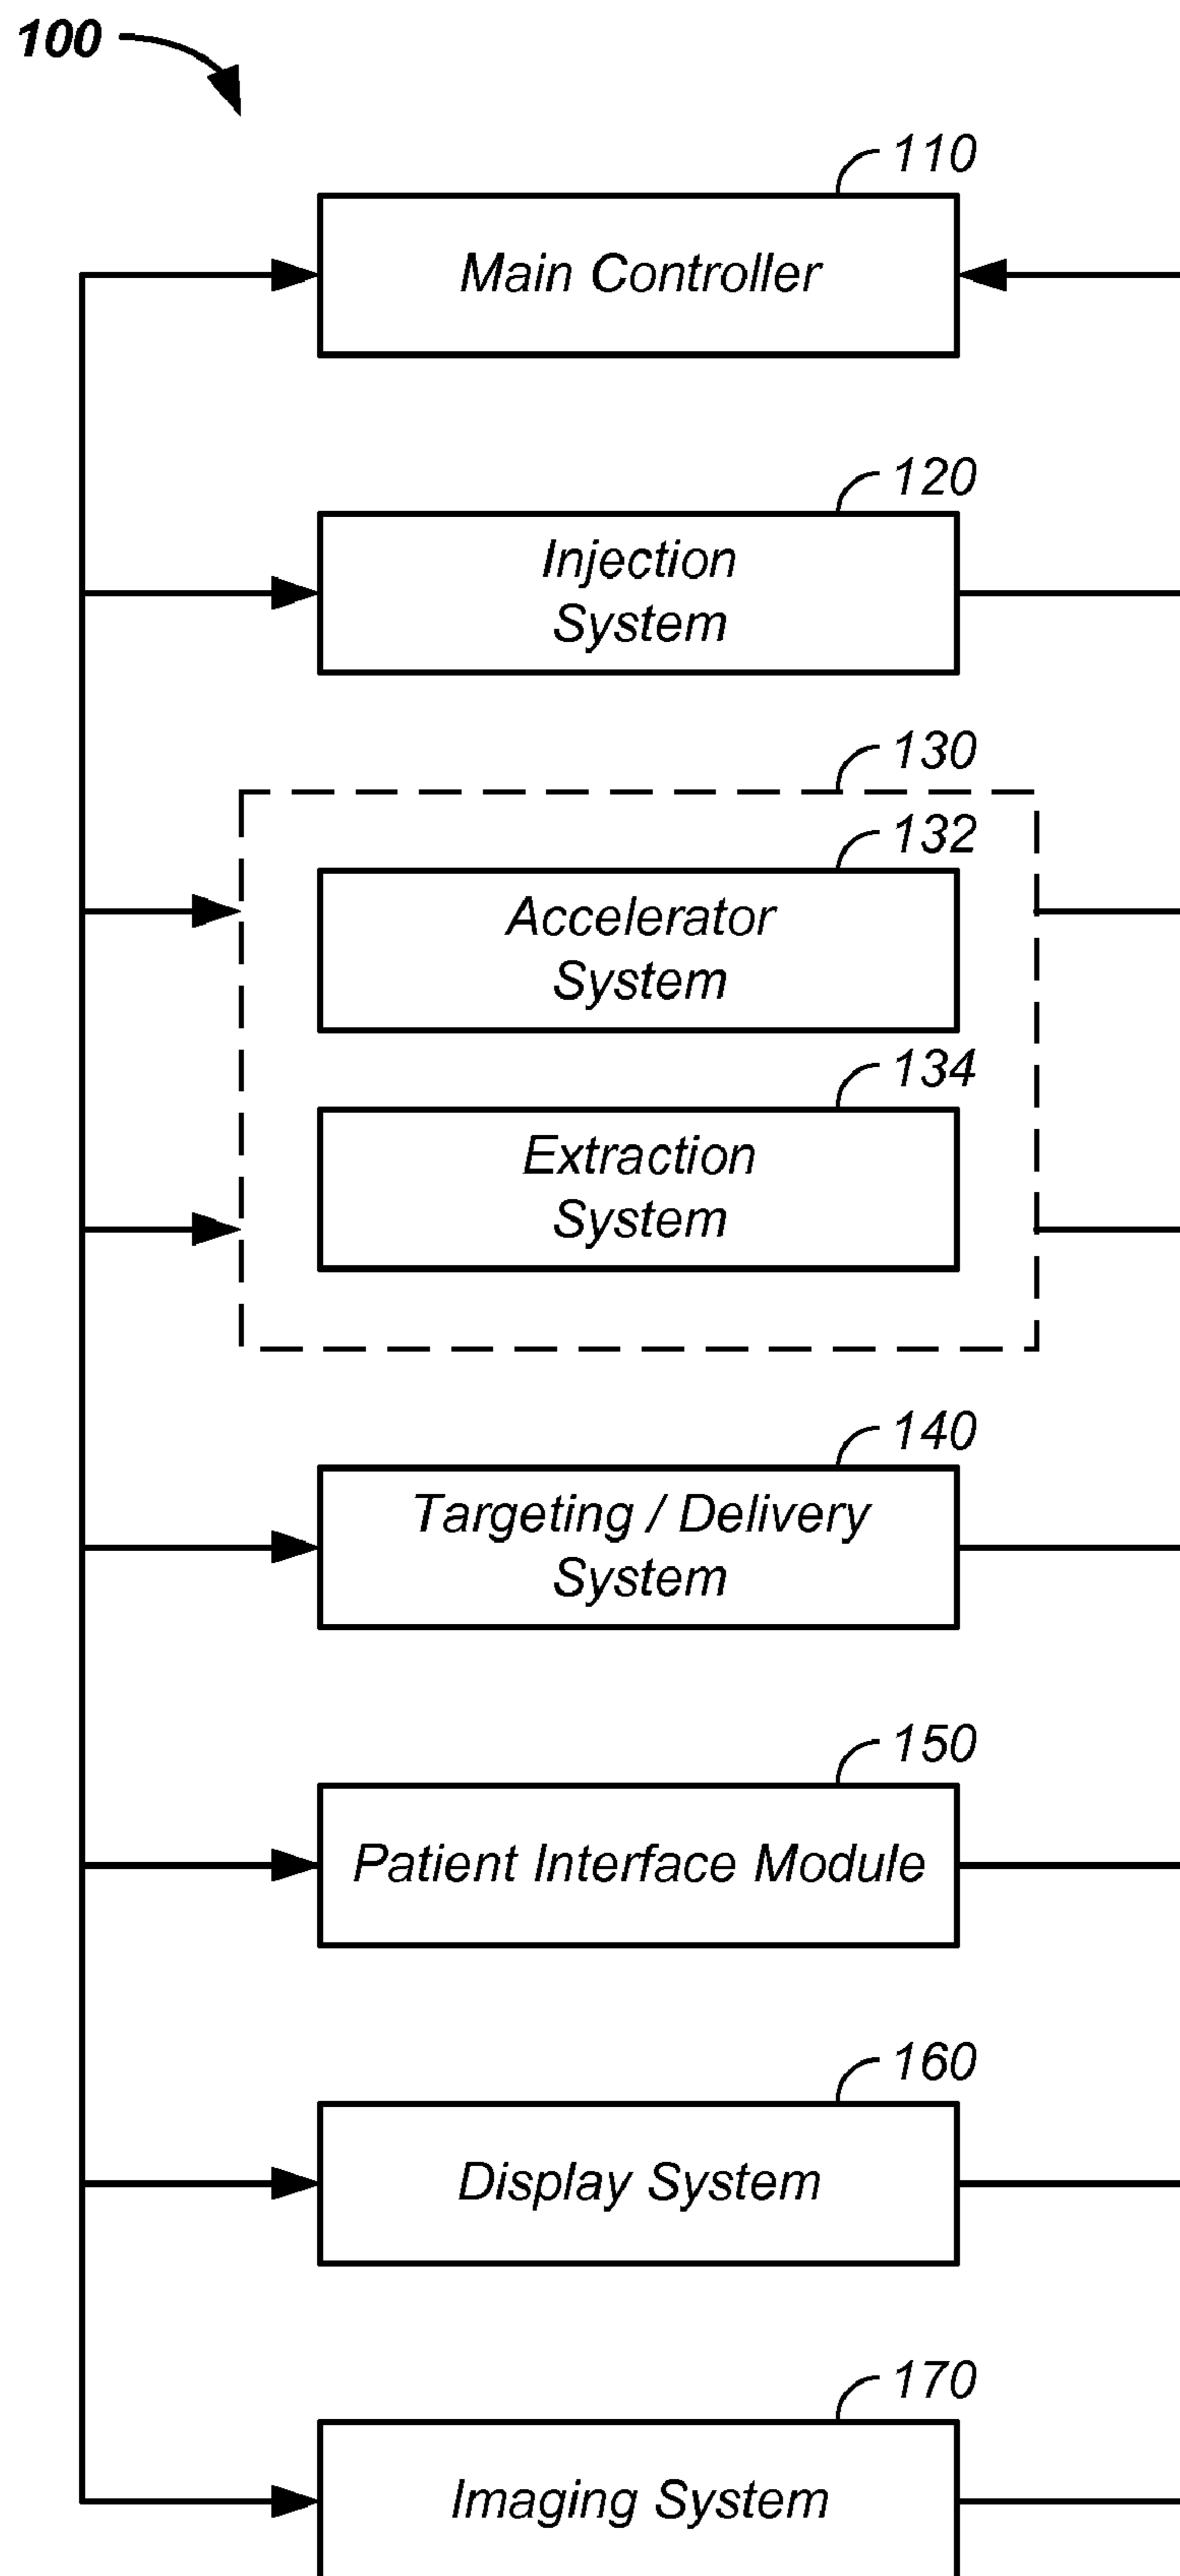 100
110
Main Controller
120
Injection
System
130
132
Accelerator
System
134
Extraction
System
140
Targeting / Delivery
System
150
Patient Interface Module
160
Display System
170
Imaging System